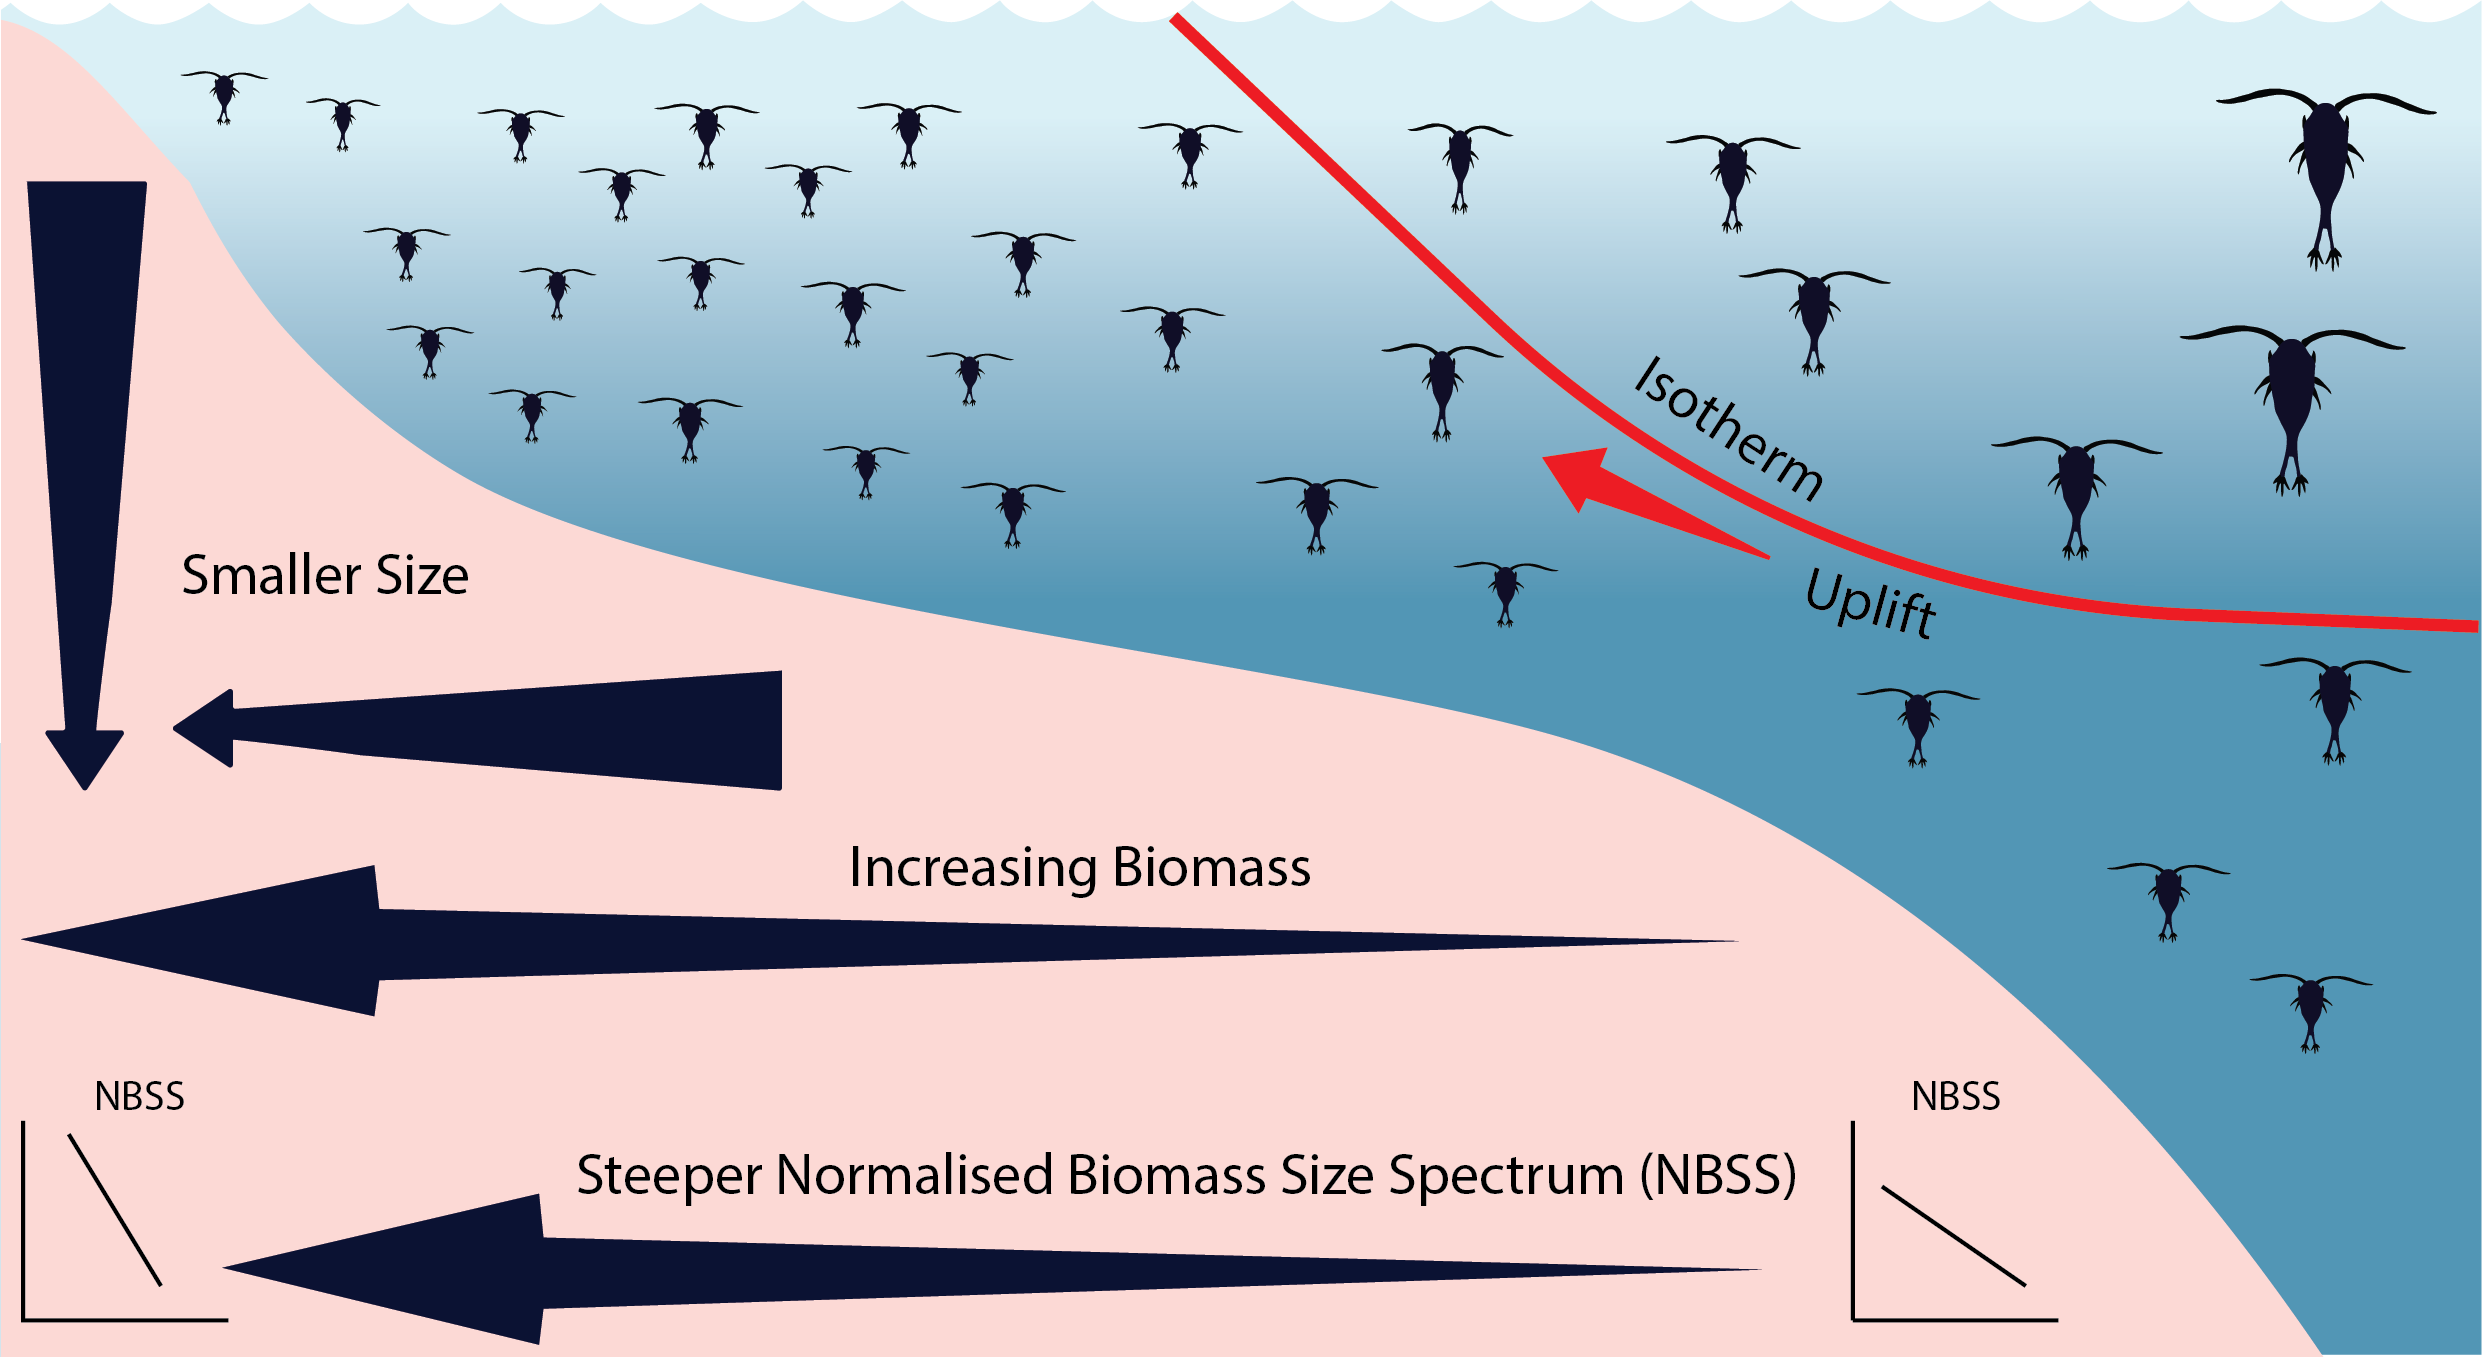 Isotherm
Uplift
Smaller Size
Increasing Biomass
NBSS
NBSS
Steeper Normalised Biomass Size Spectrum (NBSS)